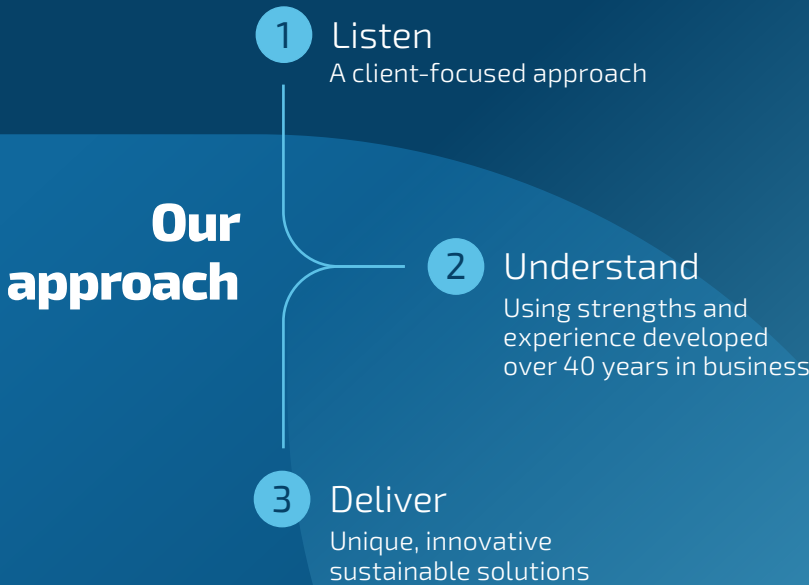 1
Listen
A client-focused approach
Our
approach
2
Understand
Using strengths and
experience developed
over 40 years in business
3
Deliver
Unique, innovative
sustainable solutions